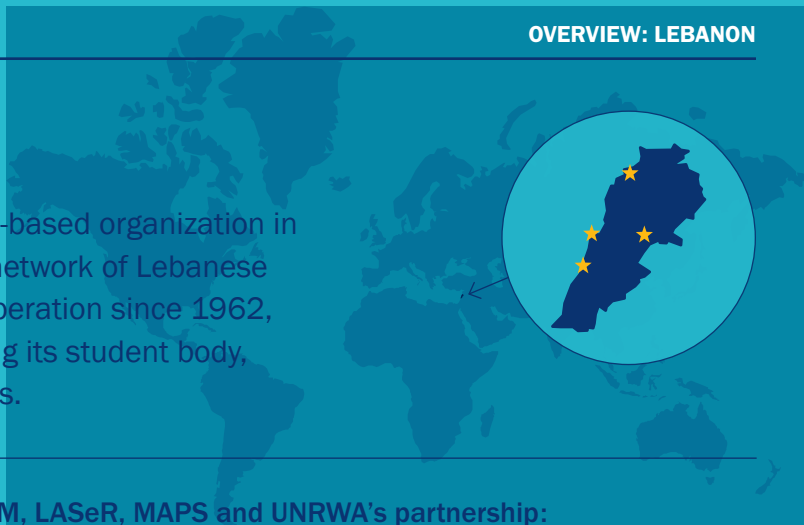 OVERVIEW: LEBANON
-based organization in
network of Lebanese
peration since 1962,
g its student body,
s.
M, LASeR, MAPS and UNRWA's partnership: